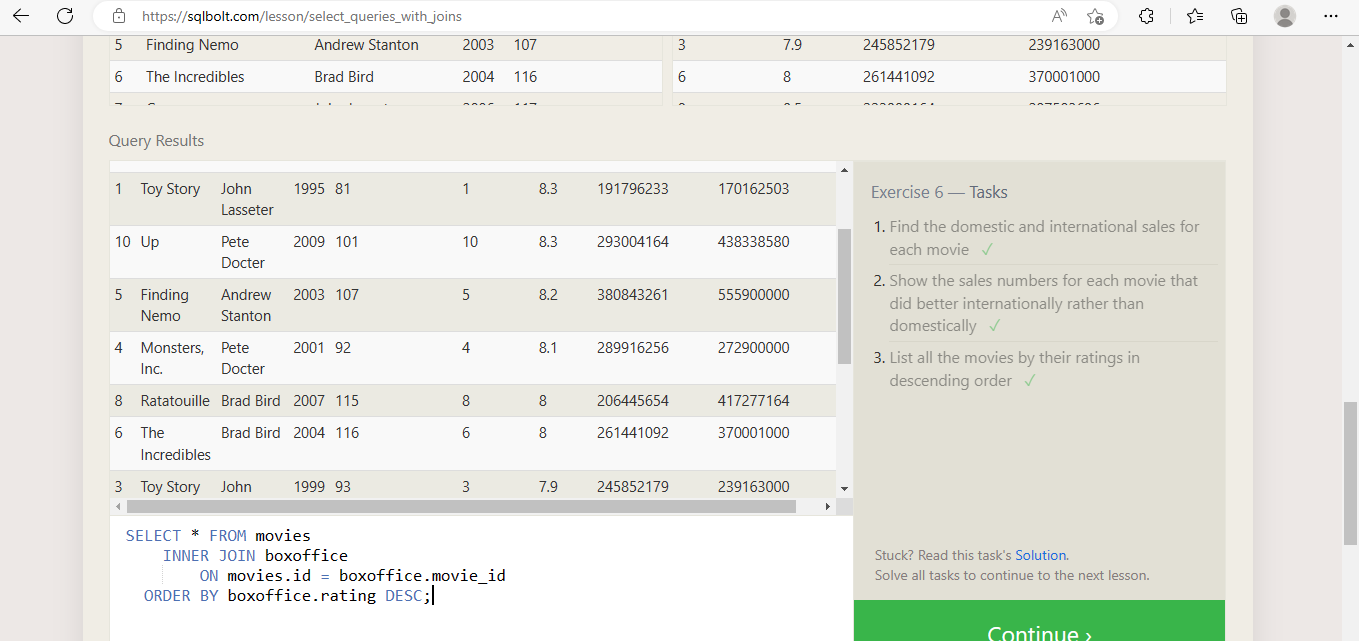 https://sqlbolt.com/lesson/select_queries_with_joins
5 Finding Nemo Andrew Stanton 2003 107 3 7.9 245852179 239163000
6 The Incredibles Brad Bird 2004 116 6 8 261441092 370001000
Query Results
1 Toy Story John Lasseter 1995 81 1 8.3 191796233 170162503
10 Up Pete Docter 2009 101 10 8.3 293004164 438338580
5 Finding Nemo Andrew Stanton 2003 107 5 8.2 380843261 555900000
4 Monsters, Inc. Pete Docter 2001 92 4 8.1 289916256 272900000
8 Ratatouille Brad Bird 2007 115 8 8 206445654 417277164
6 The Incredibles Brad Bird 2004 116 6 8 261441092 370001000
3 Toy Story John 1999 93 3 7.9 245852179 239163000
SELECT * FROM movies
INNER JOIN boxoffice
ON movies.id = boxoffice.movie_id
ORDER BY boxoffice.rating DESC;
Exercise 6 — Tasks
1. Find the domestic and international sales for
each movie ✓
2. Show the sales numbers for each movie that
did better internationally rather than
domestically ✓
3. List all the movies by their ratings in
descending order ✓
Stuck? Read this task's Solution.
Solve all tasks to continue to the next lesson.
Continue ›